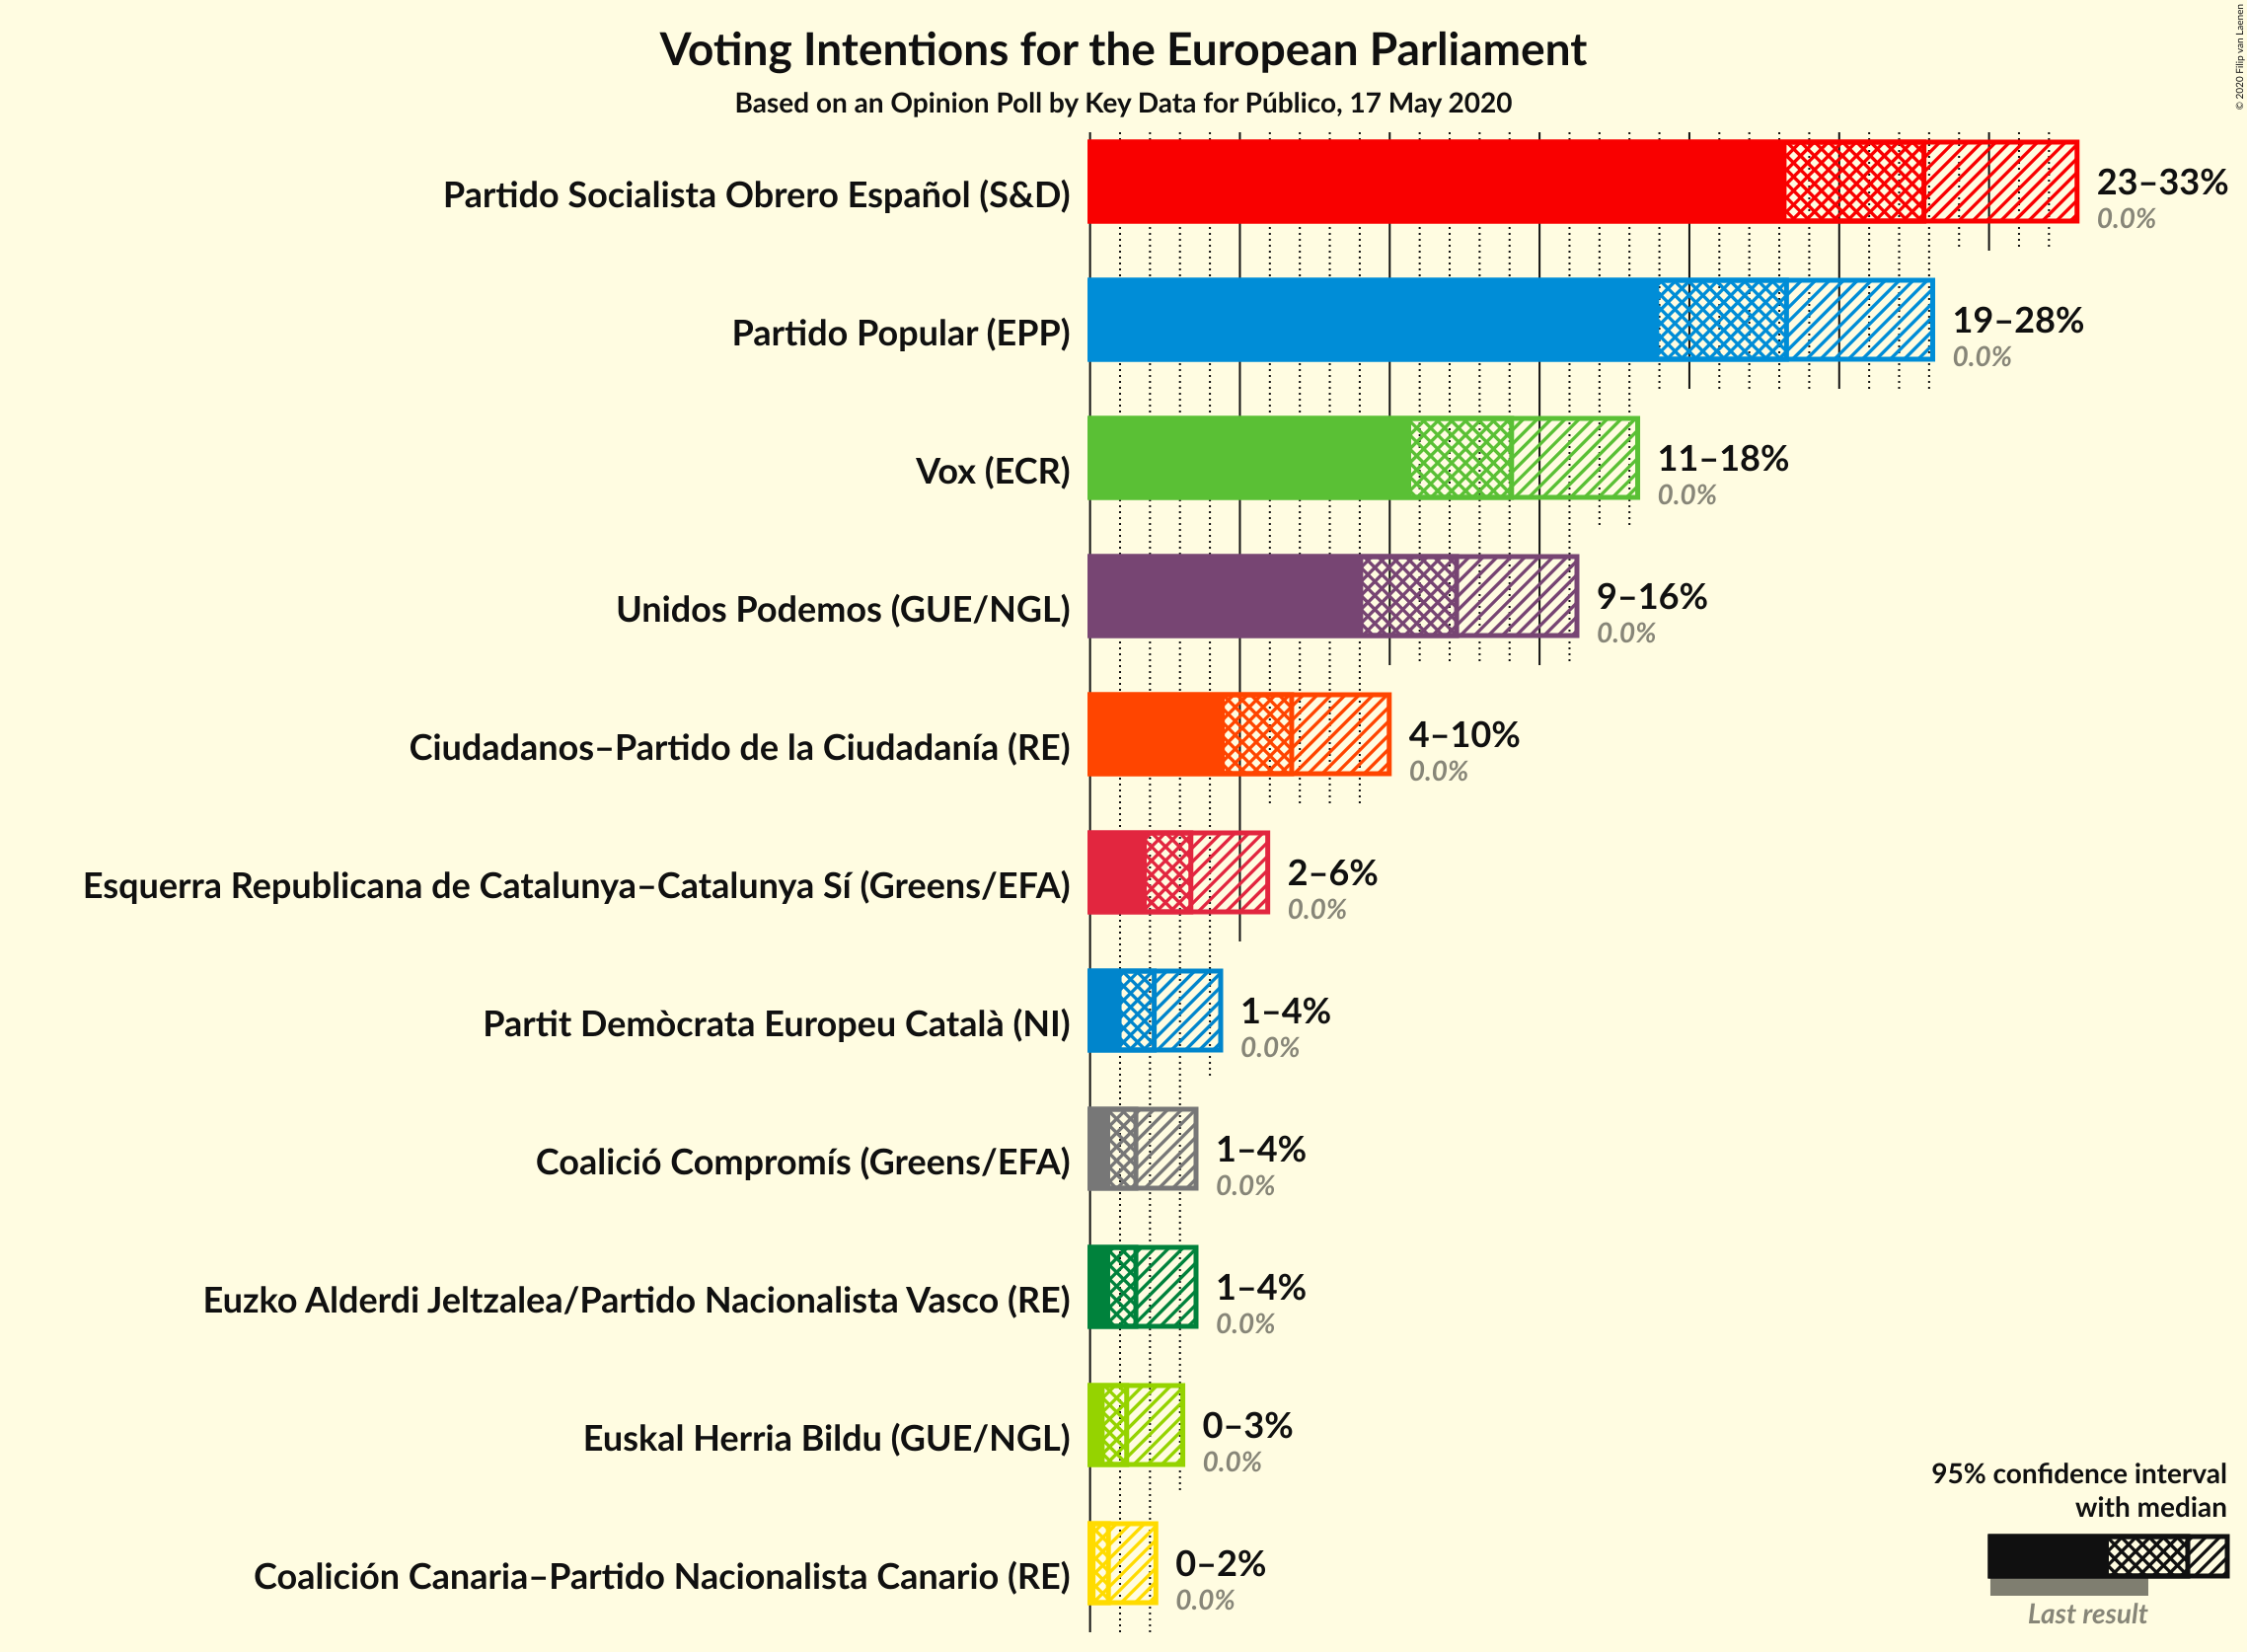 Voting Intentions for the European Parliament
Based on an Opinion Poll by Key Data for Público, 17 May 2020
© 2020 Filip van Laenen
Partido Socialista Obrero Español (S&D)
23–33%
0.0%
Partido Popular (EPP)
19–28%
0.0%
Vox (ECR)
11–18%
0.0%
Unidos Podemos (GUE/NGL)
9–16%
0.0%
Ciudadanos–Partido de la Ciudadanía (RE)
4–10%
0.0%
Esquerra Republicana de Catalunya–Catalunya Sí (Greens/EFA)
2–6%
0.0%
Partit Demòcrata Europeu Català (NI)
1–4%
0.0%
Coalició Compromís (Greens/EFA)
1–4%
0.0%
Euzko Alderdi Jeltzalea/Partido Nacionalista Vasco (RE)
1–4%
0.0%
Euskal Herria Bildu (GUE/NGL)
0–3%
0.0%
Coalición Canaria–Partido Nacionalista Canario (RE)
0–2%
0.0%
95% confidence interval
with median
Last result